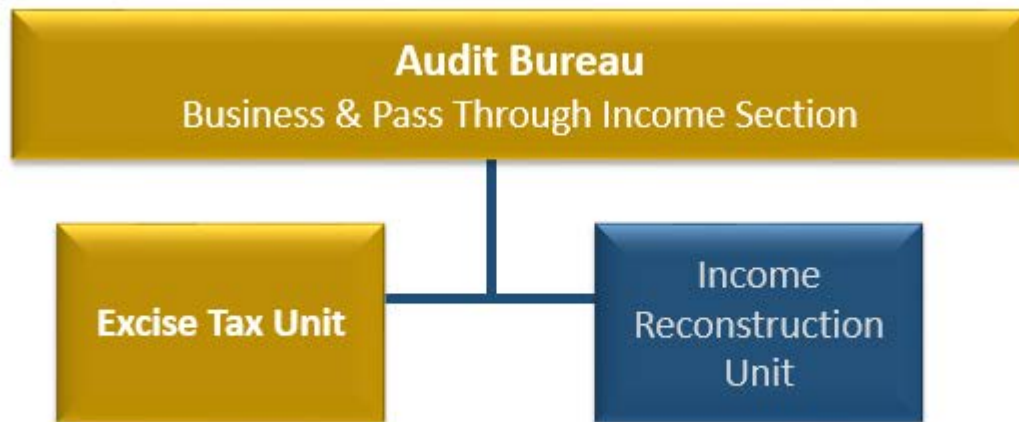 Audit Bureau
Business & Pass Through Income Section
Excise Tax Unit
Income
Reconstruction
Unit